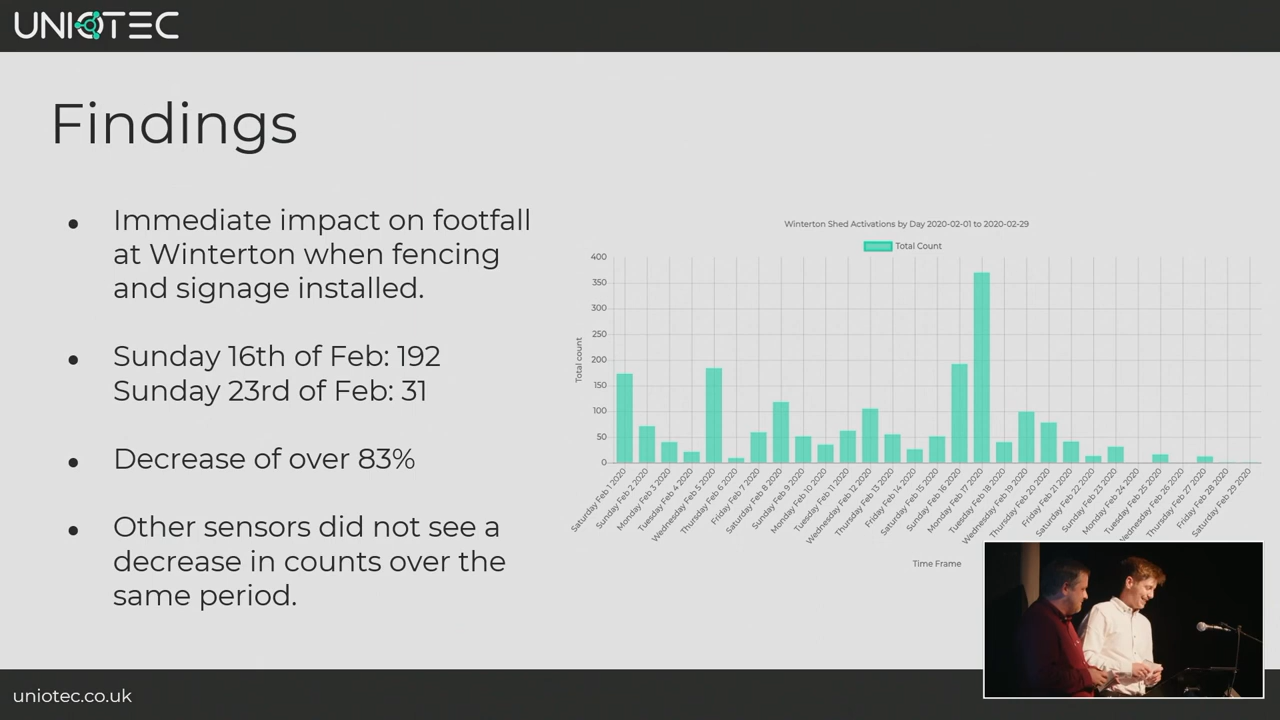 UNIOTEC
Findings
● Immediate impact on footfall
at Winterton when fencing
and signage installed.
● Sunday 16th of Feb: 192
Sunday 23rd of Feb: 31
● Decrease of over 83%
● Other sensors did not see a
decrease in counts over the
same period.
Winterton Shed Activations by Day 2020-02-01 to 2020-02-29
Total Count
Total count
400
350
300
250
200
150
100
50
0
Saturday Feb 1 2020
Sunday Feb 2 2020
Monday Feb 3 2020
Tuesday Feb 4 2020
Wednesday Feb 5 2020
Thursday Feb 6 2020
Friday Feb 7 2020
Saturday Feb 8 2020
Sunday Feb 9 2020
Monday Feb 10 2020
Tuesday Feb 11 2020
Wednesday Feb 12 2020
Thursday Feb 13 2020
Friday Feb 14 2020
Saturday Feb 15 2020
Sunday Feb 16 2020
Monday Feb 17 2020
Tuesday Feb 18 2020
Wednesday Feb 19 2020
Thursday Feb 20 2020
Friday Feb 21 2020
Saturday Feb 22 2020
Sunday Feb 23 2020
Monday Feb 24 2020
Tuesday Feb 25 2020
Wednesday Feb 26 2020
Thursday Feb 27 2020
Friday Feb 28 2020
Saturday Feb 29 2020
Time Frame
uniotec.co.uk